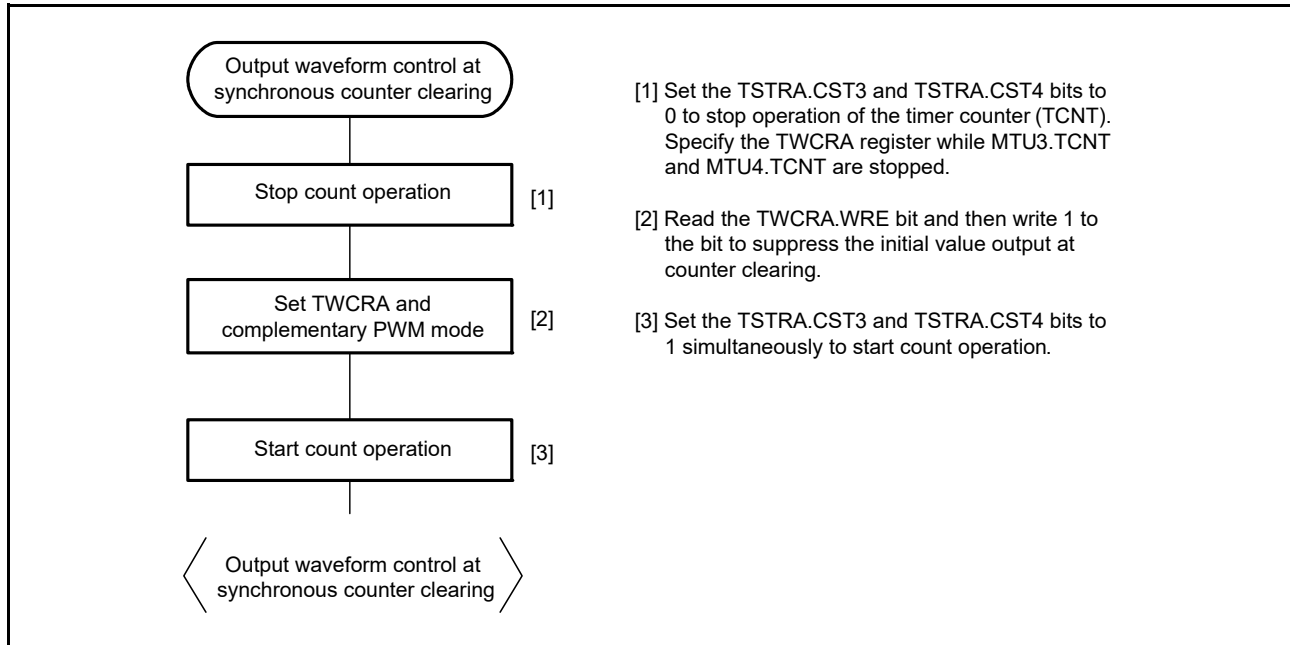 Output waveform control at
synchronous counter clearing
Stop count operation
[1]
Set TWCRA and
complementary PWM mode
[2]
Start count operation
[3]
Output waveform control at
synchronous counter clearing
[1] Set the TSTRA.CST3 and TSTRA.CST4 bits to
0 to stop operation of the timer counter (TCNT).
Specify the TWCRA register while MTU3.TCNT
and MTU4.TCNT are stopped.
[2] Read the TWCRA.WRE bit and then write 1 to
the bit to suppress the initial value output at
counter clearing.
[3] Set the TSTRA.CST3 and TSTRA.CST4 bits to
1 simultaneously to start count operation.